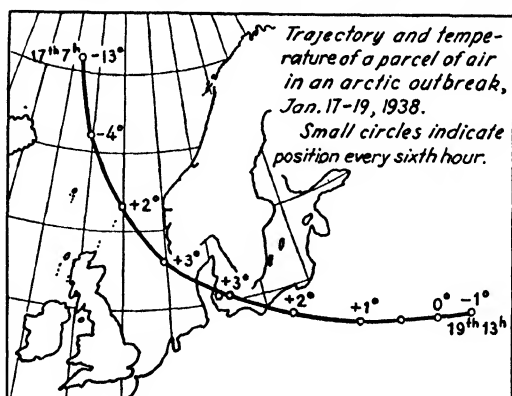 Trajectory and tempe-
rature of a parcel of air
in an arctic outbreak,
Jan. 17-19, 1938.
Small circles indicate
position every sixth hour.
17th 7h -13°
-4°
+2°
+3°
+3°
+2°
+1°
0° -1°
19th 13h